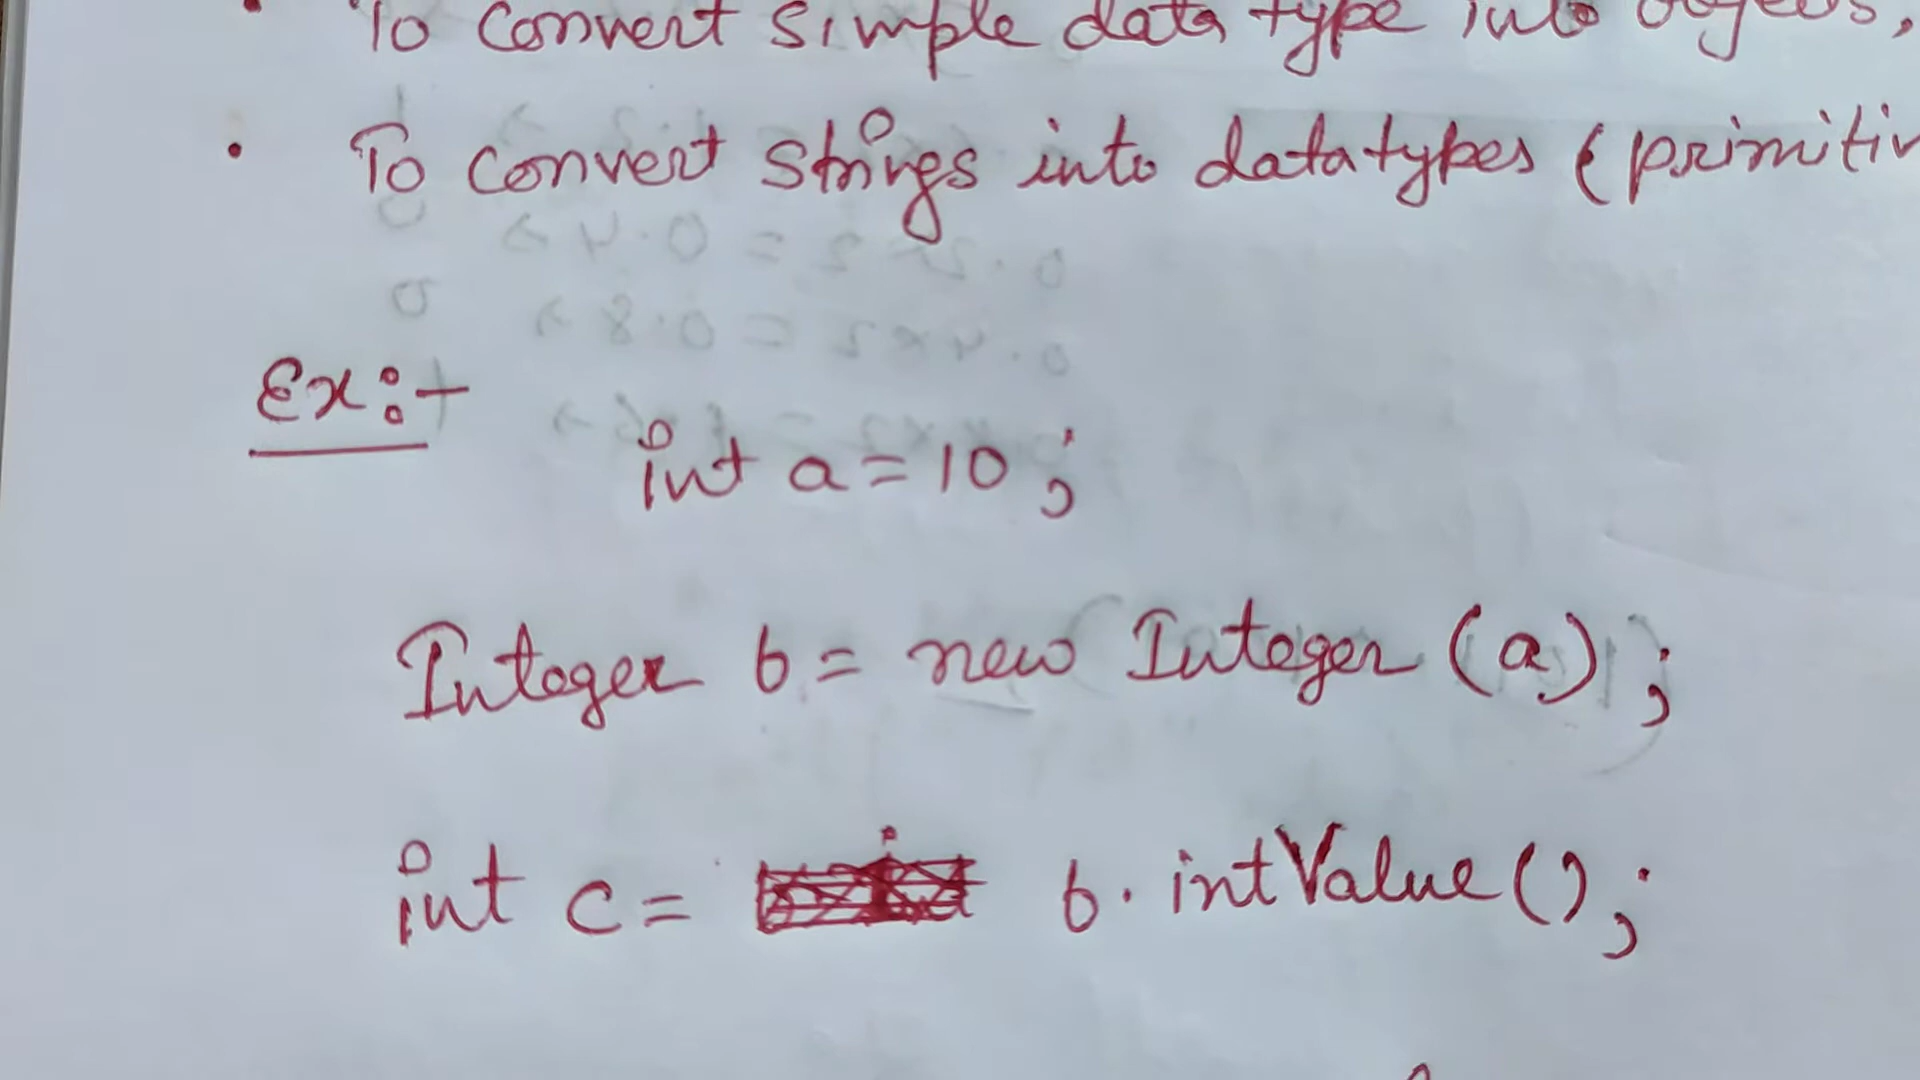 • To convert simple data type into objects,
• To convert strings into datatypes (primitiv
Ex:-
int a=10;
Integer b= new Integer (a);
int c= b.intValue();